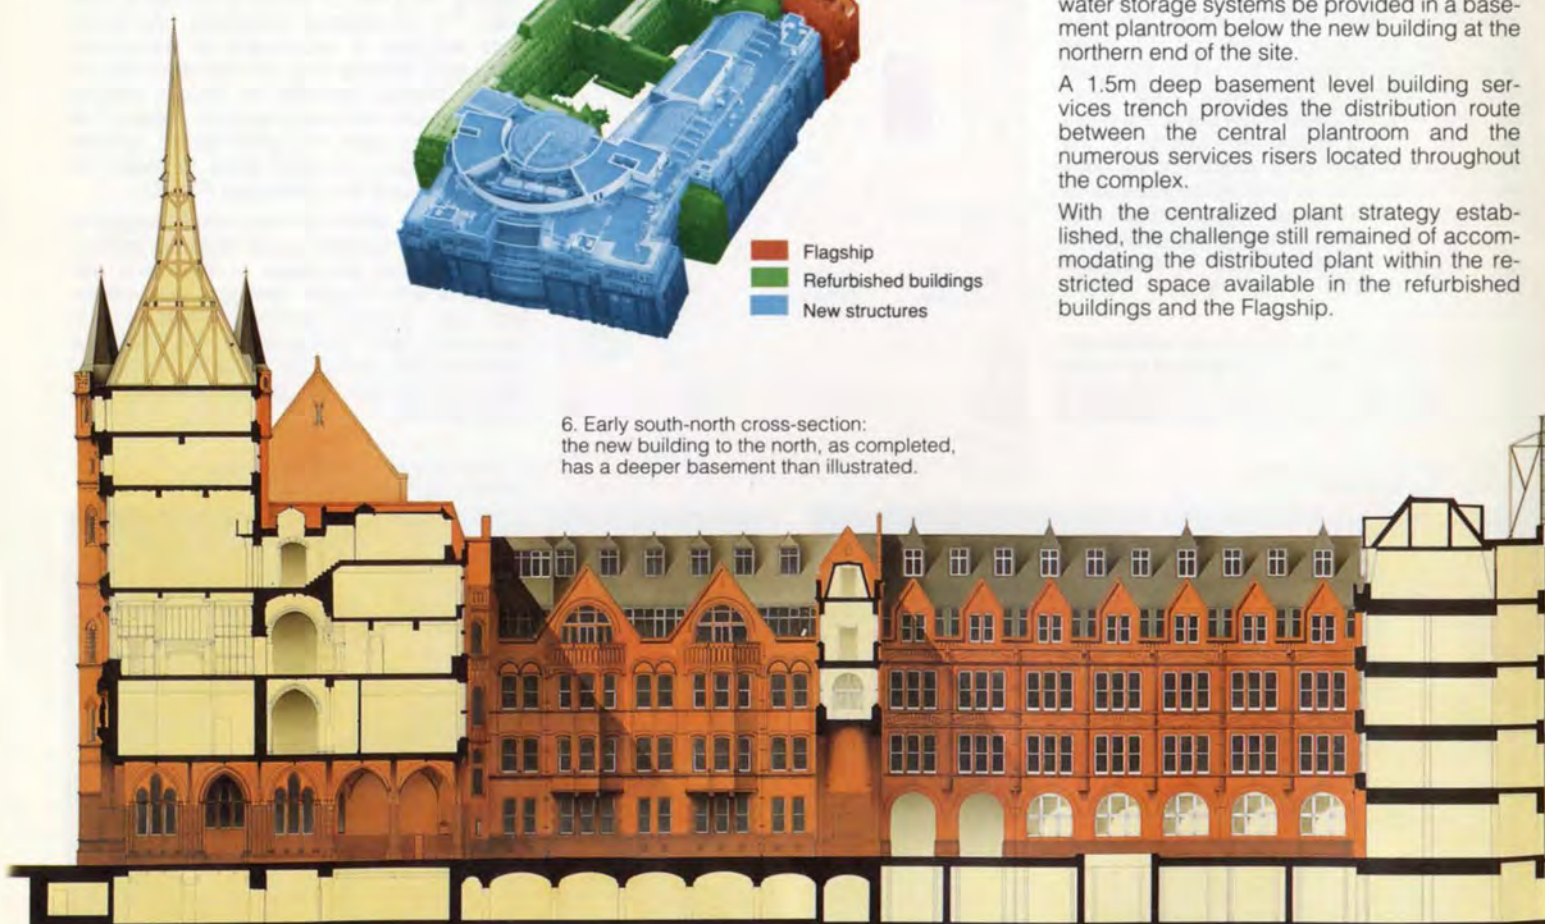 water storage systems be provided in a base-
ment plantroom below the new building at the
northern end of the site.
A 1.5m deep basement level building ser-
vices trench provides the distribution route
between the central plantroom and the
numerous services risers located throughout
the complex.
With the centralized plant strategy estab-
lished, the challenge still remained of accom-
modating the distributed plant within the re-
stricted space available in the refurbished
buildings and the Flagship.
Flagship
Refurbished buildings
New structures
6. Early south-north cross-section:
the new building to the north, as completed,
has a deeper basement than illustrated.